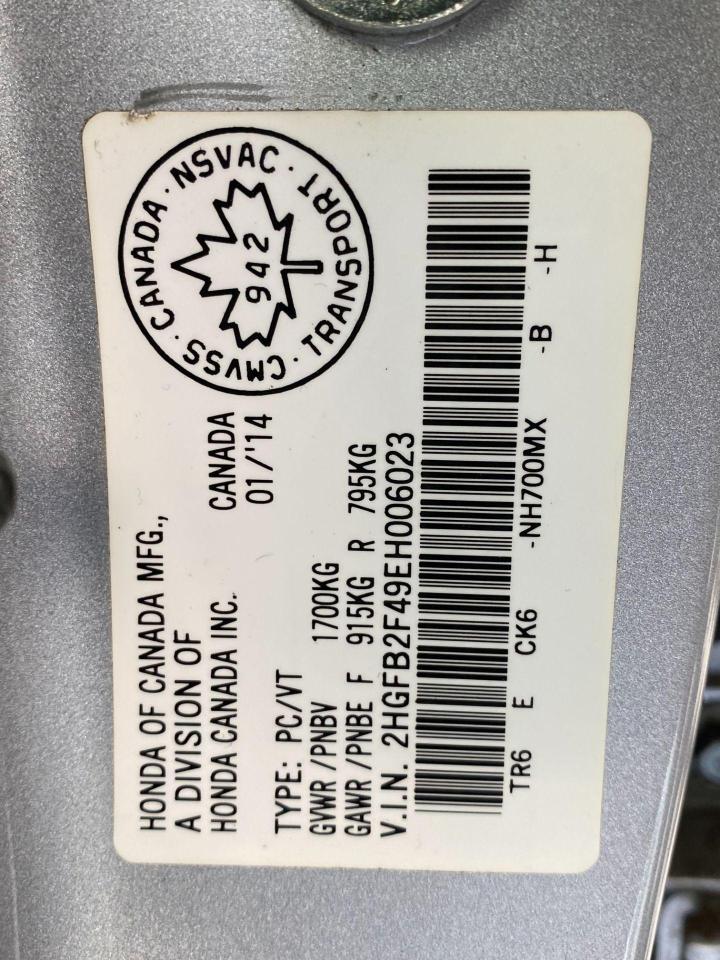 HONDA OF CANADA MFG.,
A DIVISION OF
HONDA CANADA INC.
CANADA
01/'14
CANADA · NSVAC · TRANSPORT · CMVSS ·
942
TYPE: PC/VT
GVWR /PNBV 1700KG
GAWR /PNBE F 915KG R 795KG
V.I.N. 2HGFB2F49EH006023
TR6 E CK6 -NH700MX -B -H